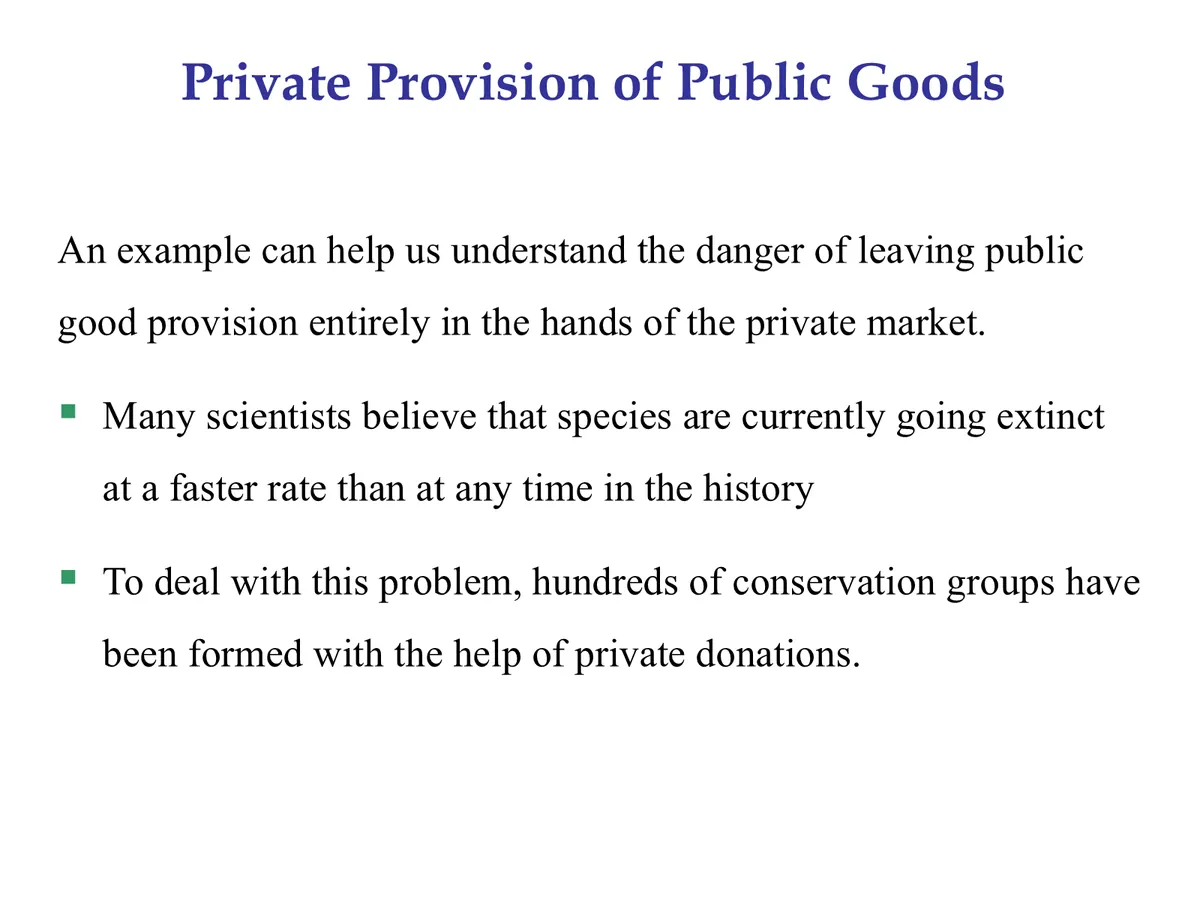 Private Provision of Public Goods
An example can help us understand the danger of leaving public
good provision entirely in the hands of the private market.
▪ Many scientists believe that species are currently going extinct
at a faster rate than at any time in the history
▪ To deal with this problem, hundreds of conservation groups have
been formed with the help of private donations.